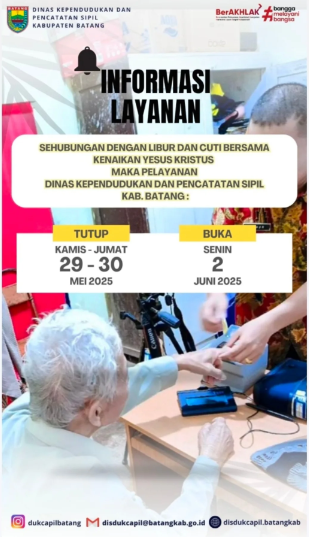 DINAS KEPENDUDUKAN DAN
PENCATATAN SIPIL
KABUPATEN BATANG
BerAKHLAK
bangga
melayani
bangsa
INFORMASI
LAYANAN
SEHUBUNGAN DENGAN LIBUR DAN CUTI BERSAMA
KENAIKAN YESUS KRISTUS
MAKA PELAYANAN
DINAS KEPENDUDUKAN DAN PENCATATAN SIPIL
KAB. BATANG :
TUTUP
KAMIS - JUMAT
29 - 30
MEI 2025
BUKA
SENIN
2
JUNI 2025
dukcapilbatang
disdukcapil@batangkab.go.id
disdukcapil.batangkab